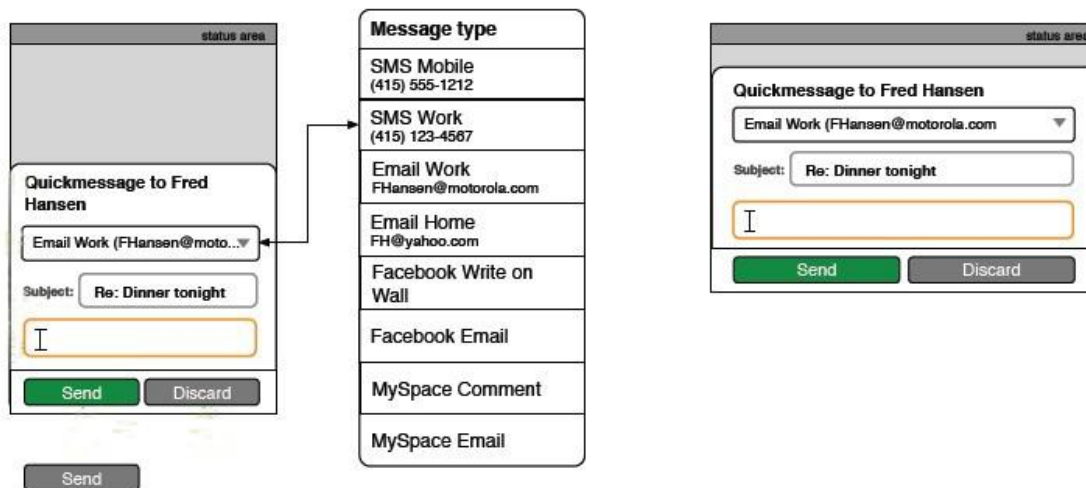 status area
Quickmessage to Fred
Hansen
Email Work (FHansen@moto...
Subject:
Re: Dinner tonight
Send
Discard
Send
Message type
SMS Mobile
(415) 555-1212
SMS Work
(415) 123-4567
Email Work
FHansen@motorola.com
Email Home
FH@yahoo.com
Facebook Write on
Wall
Facebook Email
MySpace Comment
MySpace Email
status area
Quickmessage to Fred Hansen
Email Work (FHansen@motorola.com
Subject:
Re: Dinner tonight
Send
Discard